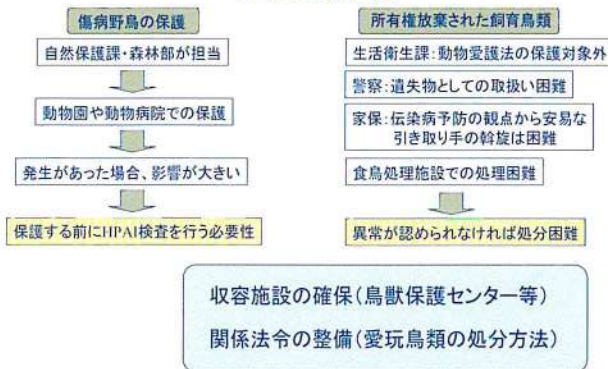 傷病野鳥の保護
自然保護課・森林部が担当
動物園や動物病院での保護
発生があった場合、影響が大きい
保護する前にHPAI検査を行う必要性
所有権放棄された飼育鳥類
生活衛生課:動物愛護法の保護対象外
警察:遺失物としての取扱い困難
家保:伝染病予防の観点から安易な
引き取り手の斡旋は困難
食鳥処理施設での処理困難
異常が認められなければ処分困難
収容施設の確保(鳥獣保護センター等)
関係法令の整備(愛玩鳥類の処分方法)